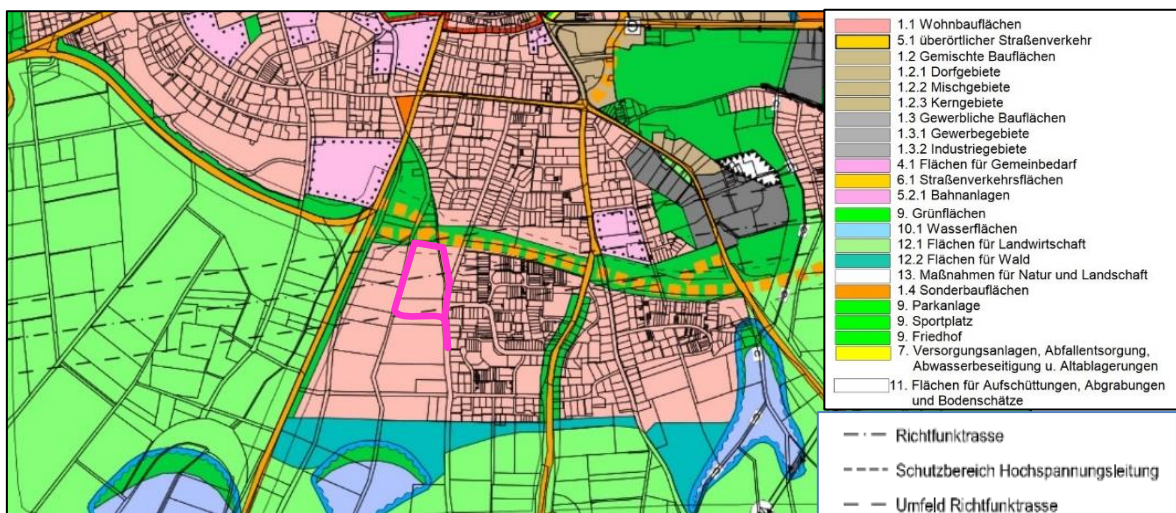 1.1 Wohnbauflächen
5.1 überörtlicher Straßenverkehr
1.2 Gemischte Bauflächen
1.2.1 Dorfgebiete
1.2.2 Mischgebiete
1.2.3 Kerngebiete
1.3 Gewerbliche Bauflächen
1.3.1 Gewerbegebiete
1.3.2 Industriegebiete
4.1 Flächen für Gemeinbedarf
6.1 Straßenverkehrsflächen
5.2.1 Bahnanlagen
9. Grünflächen
10.1 Wasserflächen
12.1 Flächen für Landwirtschaft
12.2 Flächen für Wald
13. Maßnahmen für Natur und Landschaft
1.4 Sonderbauflächen
9. Parkanlage
9. Sportplatz
9. Friedhof
7. Versorgungsanlagen, Abfallentsorgung,
Abwasserbeseitigung u. Altablagerungen
11. Flächen für Aufschüttungen, Abgrabungen
und Bodenschätze
Richtfunktrasse
Schutzbereich Hochspannungsleitung
Umfeld Richtfunktrasse